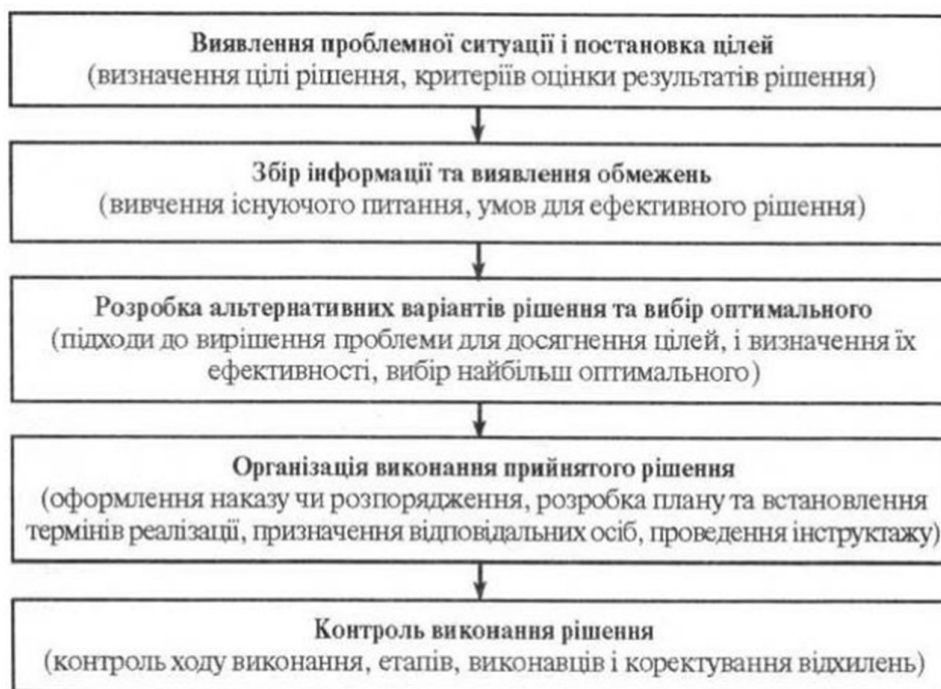 Виявлення проблемної ситуації і постановка цілей
(визначення цілі рішення, критеріїв оцінки результатів рішення)
Збір інформації та виявлення обмежень
(вивчення існуючого питання, умов для ефективного рішення)
Розробка альтернативних варіантів рішення та вибір оптимального
(підходи до вирішення проблеми для досягнення цілей, і визначення їх
ефективності, вибір найбільш оптимального)
Організація виконання прийнятого рішення
(оформлення наказу чи розпорядження, розробка плану та встановлення
термінів реалізації, призначення відповідальних осіб, проведення інструктажу)
Контроль виконання рішення
(контроль ходу виконання, етапів, виконавців і коректування відхилень)